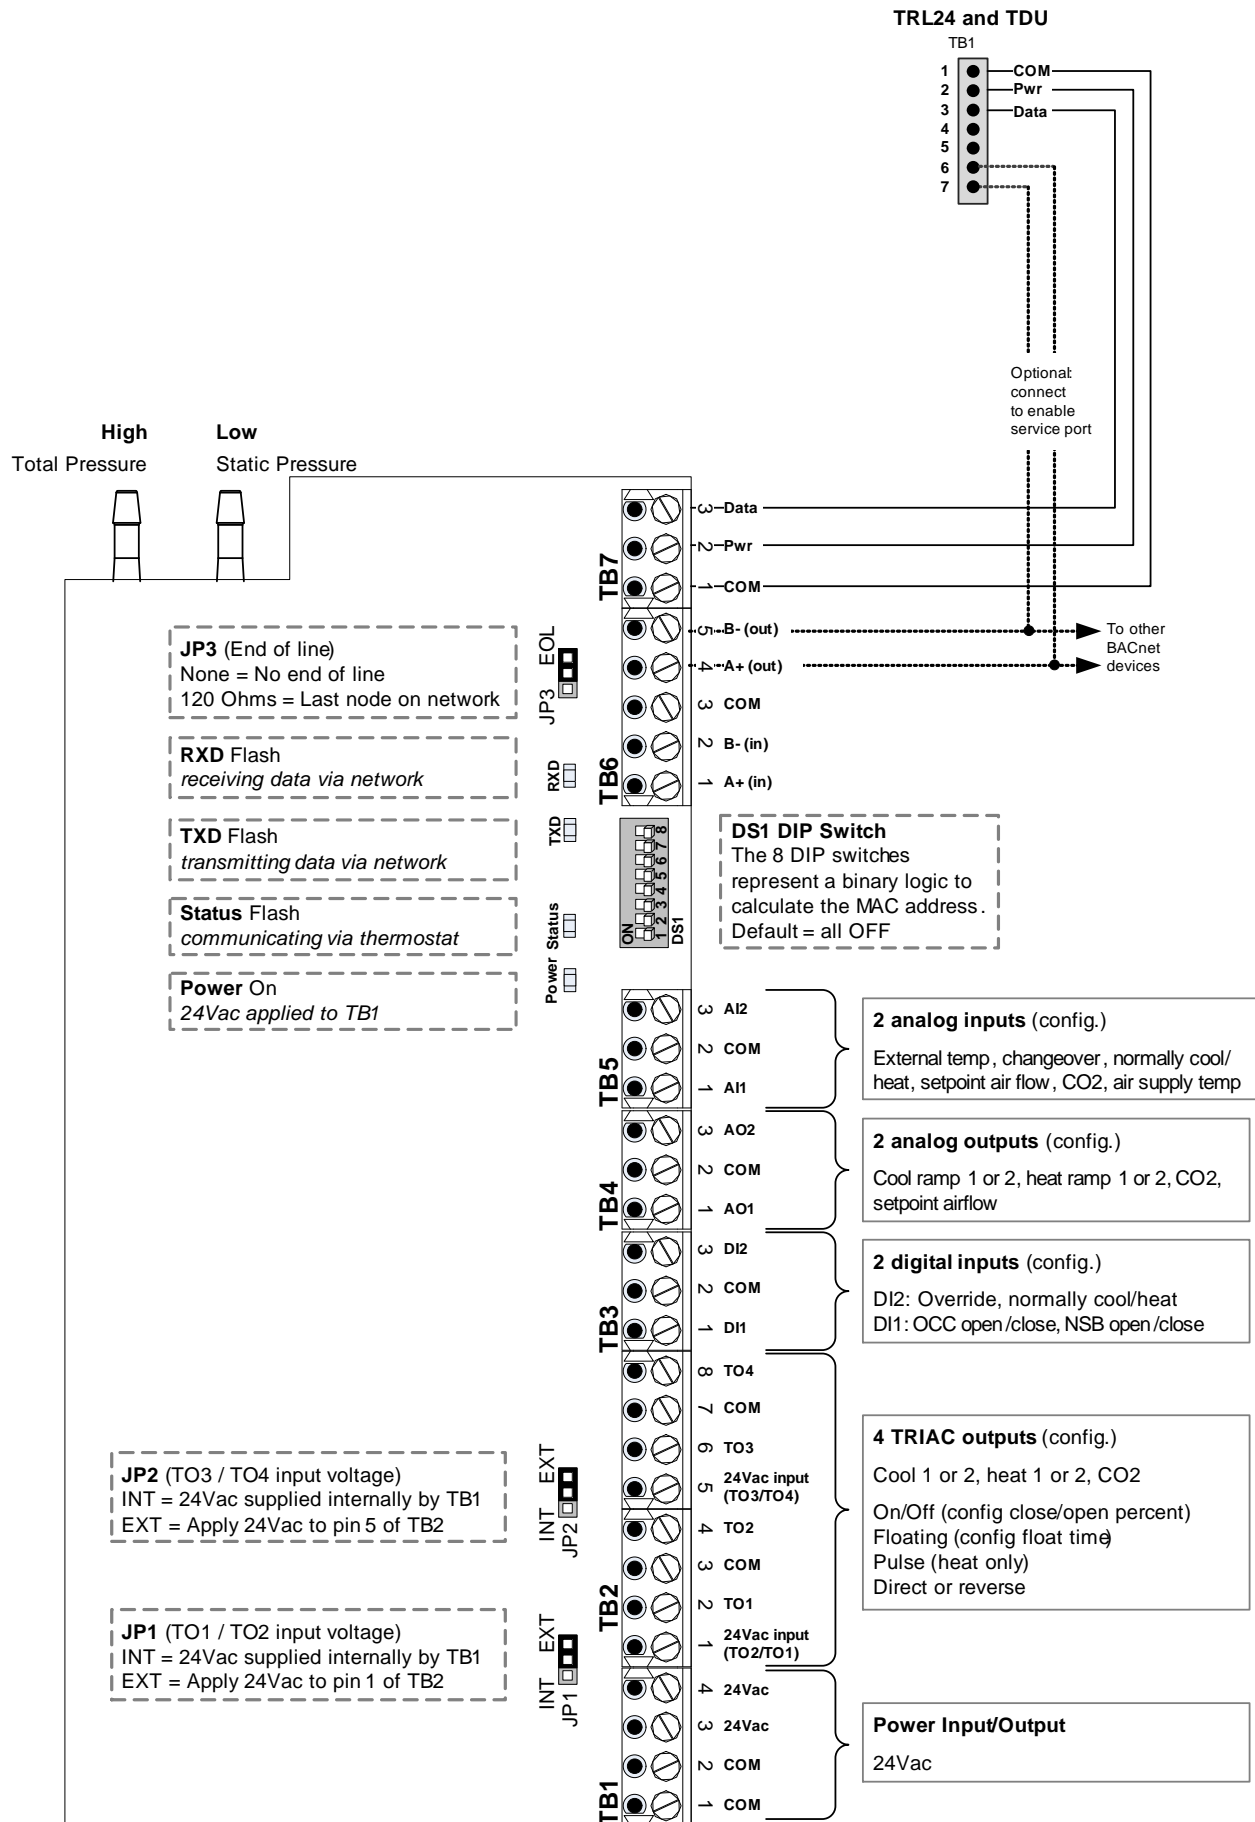 TRL24 and TDU
TB1
1 COM
2 Pwr
3 Data
4
5
6
7
Optional:
connect
to enable
service port
High
Total Pressure
Low
Static Pressure
TB7
3 Data
2 Pwr
1 COM
TB6
5 B- (out)
4 A+ (out)
3 COM
2 B- (in)
1 A+ (in)
To other
BACnet
devices
JP3 (End of line)
None = No end of line
120 Ohms = Last node on network
JP3 EOL
RXD Flash
receiving data via network
RXD
TXD Flash
transmitting data via network
TXD
Status Flash
communicating via thermostat
Status
Power On
24Vac applied to TB1
Power
ON
1 2 3 4 5 6 7 8
DS1
DS1 DIP Switch
The 8 DIP switches
represent a binary logic to
calculate the MAC address.
Default = all OFF
TB5
3 AI2
2 COM
1 AI1
2 analog inputs (config.)
External temp, changeover, normally cool/
heat, setpoint air flow, CO2, air supply temp
TB4
3 AO2
2 COM
1 AO1
2 analog outputs (config.)
Cool ramp 1 or 2, heat ramp 1 or 2, CO2,
setpoint airflow
TB3
3 DI2
2 COM
1 DI1
2 digital inputs (config.)
DI2: Override, normally cool/heat
DI1: OCC open/close, NSB open/close
TB2
8 TO4
7 COM
6 TO3
5 24Vac input
(TO3/TO4)
4 TO2
3 COM
2 TO1
1 24Vac input
(TO2/TO1)
4 TRIAC outputs (config.)
Cool 1 or 2, heat 1 or 2, CO2
On/Off (config close/open percent)
Floating (config float time)
Pulse (heat only)
Direct or reverse
JP2 (TO3 / TO4 input voltage)
INT = 24Vac supplied internally by TB1
EXT = Apply 24Vac to pin 5 of TB2
INT EXT
JP2
JP1 (TO1 / TO2 input voltage)
INT = 24Vac supplied internally by TB1
EXT = Apply 24Vac to pin 1 of TB2
INT EXT
JP1
TB1
4 24Vac
3 24Vac
2 COM
1 COM
Power Input/Output
24Vac